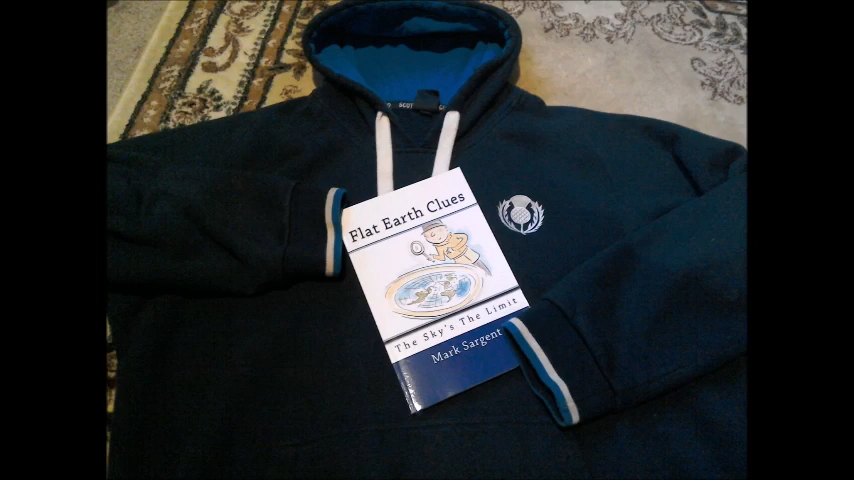 Flat Earth Clues
The Sky's The Limit
Mark Sargent